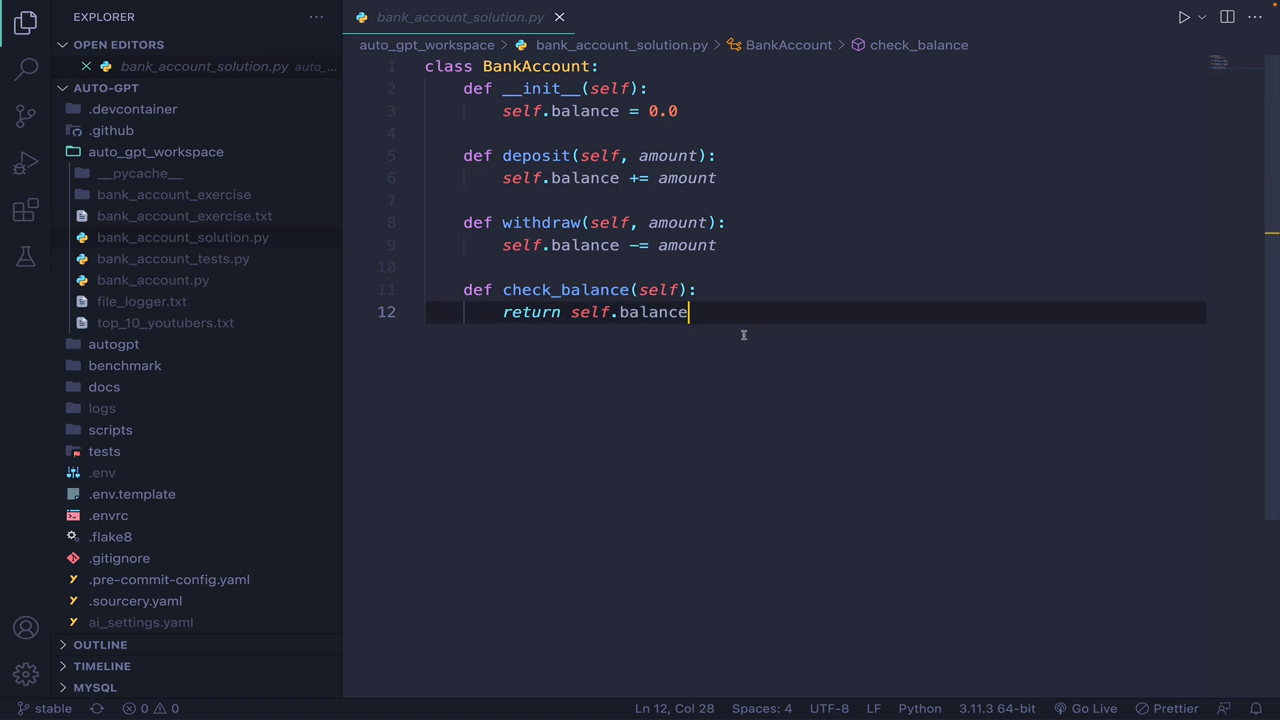 EXPLORER
OPEN EDITORS
bank_account_solution.py auto_...
AUTO-GPT
.devcontainer
.github
auto_gpt_workspace
__pycache__
bank_account_exercise
bank_account_exercise.txt
bank_account_solution.py
bank_account_tests.py
bank_account.py
file_logger.txt
top_10_youtubers.txt
autogpt
benchmark
docs
logs
scripts
tests
.env
.env.template
.envrc
.flake8
.gitignore
.pre-commit-config.yaml
.sourcery.yaml
ai_settings.yaml
OUTLINE
TIMELINE
MYSQL
bank_account_solution.py
auto_gpt_workspace > bank_account_solution.py > BankAccount > check_balance
1 class BankAccount:
2 def __init__(self):
3 self.balance = 0.0
4
5 def deposit(self, amount):
6 self.balance += amount
7
8 def withdraw(self, amount):
9 self.balance -= amount
10
11 def check_balance(self):
12 return self.balance
stable 0 0 Ln 12, Col 28 Spaces: 4 UTF-8 LF Python 3.11.3 64-bit Go Live Prettier